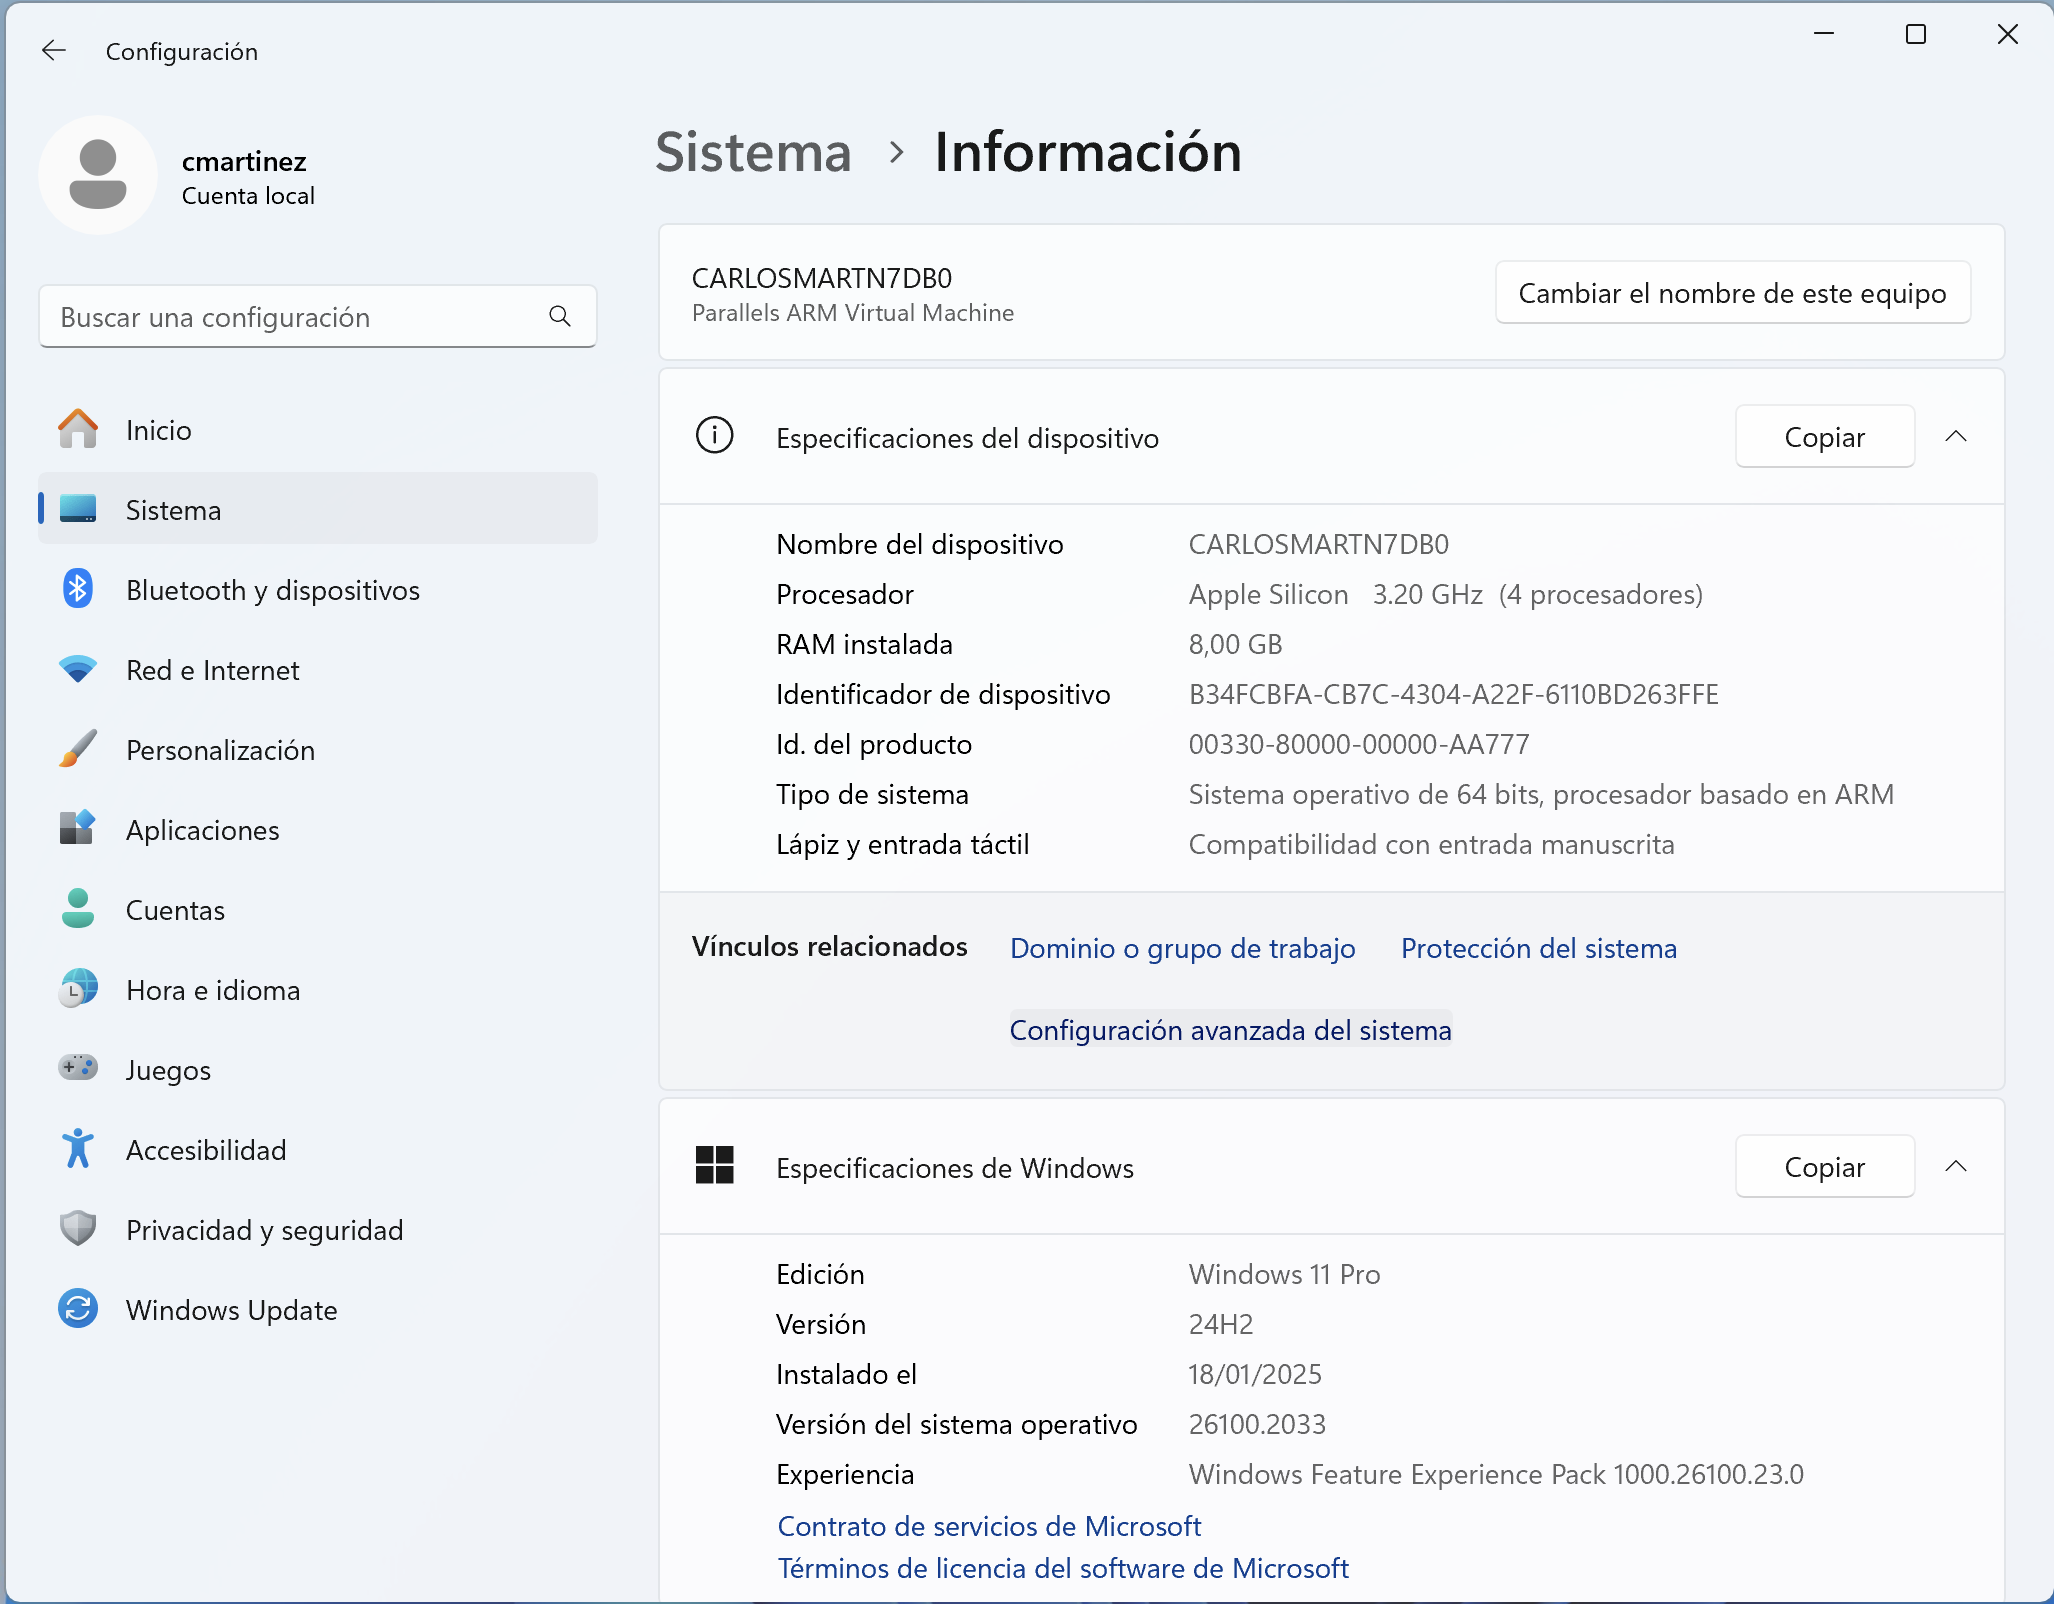 Configuración
cmartinez
Cuenta local
Buscar una configuración
Inicio
Sistema
Bluetooth y dispositivos
Red e Internet
Personalización
Aplicaciones
Cuentas
Hora e idioma
Juegos
Accesibilidad
Privacidad y seguridad
Windows Update
Sistema > Información
CARLOSMARTN7DB0
Parallels ARM Virtual Machine
Cambiar el nombre de este equipo
Especificaciones del dispositivo Copiar
Nombre del dispositivo CARLOSMARTN7DB0
Procesador Apple Silicon 3.20 GHz (4 procesadores)
RAM instalada 8,00 GB
Identificador de dispositivo B34FCBFA-CB7C-4304-A22F-6110BD263FFE
Id. del producto 00330-80000-00000-AA777
Tipo de sistema Sistema operativo de 64 bits, procesador basado en ARM
Lápiz y entrada táctil Compatibilidad con entrada manuscrita
Vínculos relacionados Dominio o grupo de trabajo Protección del sistema
Configuración avanzada del sistema
Especificaciones de Windows Copiar
Edición Windows 11 Pro
Versión 24H2
Instalado el 18/01/2025
Versión del sistema operativo 26100.2033
Experiencia Windows Feature Experience Pack 1000.26100.23.0
Contrato de servicios de Microsoft
Términos de licencia del software de Microsoft